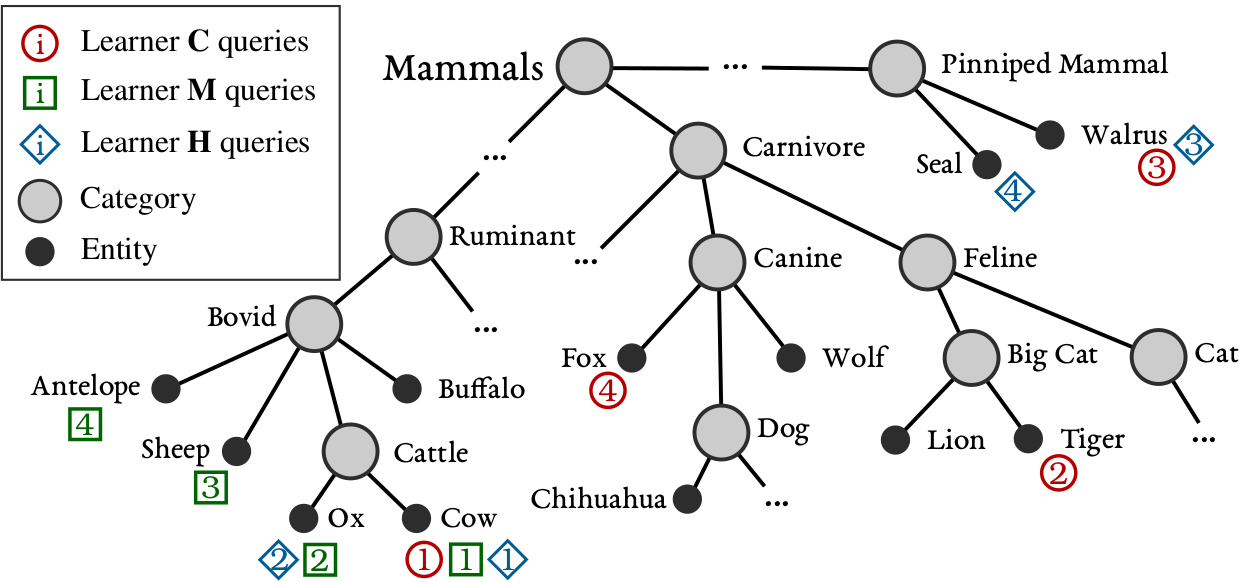 i Learner C queries
i Learner M queries
i Learner H queries
Category
Entity
Mammals
...
Pinniped Mammal
Walrus 3
3
Seal
4
...
Carnivore
Ruminant
...
Canine
Feline
Bovid
...
Fox
4
Wolf
Big Cat
Cat
Antelope
4
Buffalo
Sheep
3
Cattle
Dog
Lion
Tiger
2
...
Chihuahua
...
Ox
2 2
Cow
1 1 1